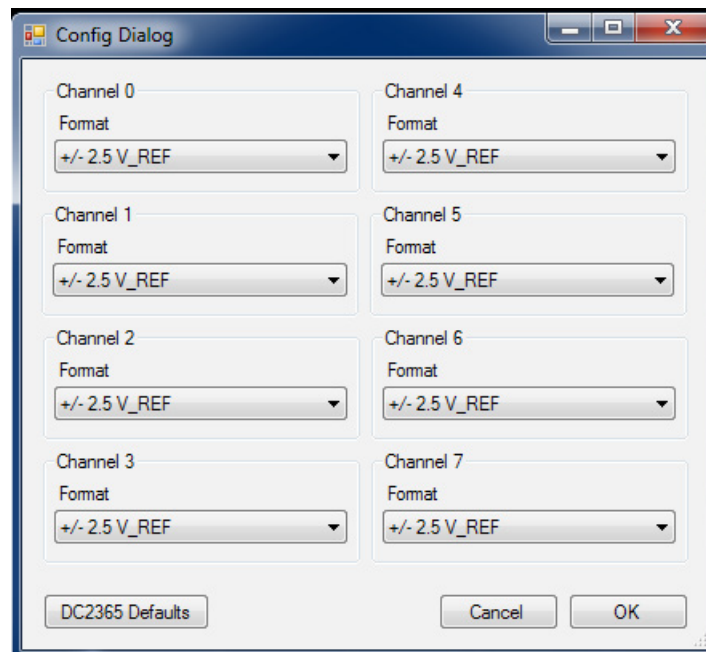 Config Dialog
Channel 0
Format
+/- 2.5 V_REF
Channel 1
Format
+/- 2.5 V_REF
Channel 2
Format
+/- 2.5 V_REF
Channel 3
Format
+/- 2.5 V_REF
Channel 4
Format
+/- 2.5 V_REF
Channel 5
Format
+/- 2.5 V_REF
Channel 6
Format
+/- 2.5 V_REF
Channel 7
Format
+/- 2.5 V_REF
DC2365 Defaults
Cancel
OK